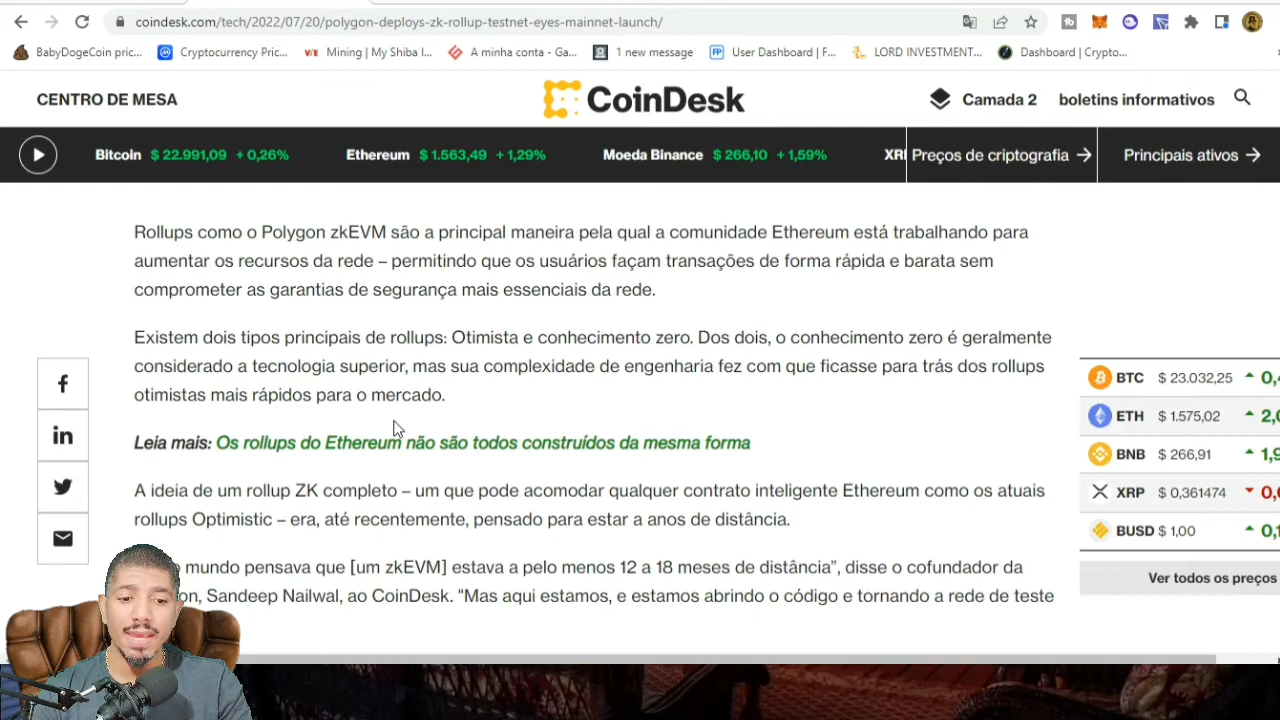 coindesk.com/tech/2022/07/20/polygon-deploys-zk-rollup-testnet-eyes-mainnet-launch/
BabyDogeCoin pric... Cryptocurrency Pric... Mining | My Shiba I... A minha conta - Ga... 1 new message User Dashboard | F... LORD INVESTMENT... Dashboard | Crypto...
CENTRO DE MESA CoinDesk Camada 2 boletins informativos
Bitcoin $ 22.991,09 + 0,26% Ethereum $ 1.563,49 + 1,29% Moeda Binance $ 266,10 + 1,59% Preços de criptografia → Principais ativos →
Rollups como o Polygon zkEVM são a principal maneira pela qual a comunidade Ethereum está trabalhando para
aumentar os recursos da rede – permitindo que os usuários façam transações de forma rápida e barata sem
comprometer as garantias de segurança mais essenciais da rede.
Existem dois tipos principais de rollups: Otimista e conhecimento zero. Dos dois, o conhecimento zero é geralmente
considerado a tecnologia superior, mas sua complexidade de engenharia fez com que ficasse para trás dos rollups
otimistas mais rápidos para o mercado.
Leia mais: Os rollups do Ethereum não são todos construídos da mesma forma
A ideia de um rollup ZK completo – um que pode acomodar qualquer contrato inteligente Ethereum como os atuais
rollups Optimistic – era, até recentemente, pensado para estar a anos de distância.
mundo pensava que [um zkEVM] estava a pelo menos 12 a 18 meses de distância”, disse o cofundador da
Sandeep Nailwal, ao CoinDesk. "Mas aqui estamos, e estamos abrindo o código e tornando a rede de teste
BTC $ 23.032,25
ETH $ 1.575,02
BNB $ 266,91
XRP $ 0,361474
BUSD $ 1,00
Ver todos os preços